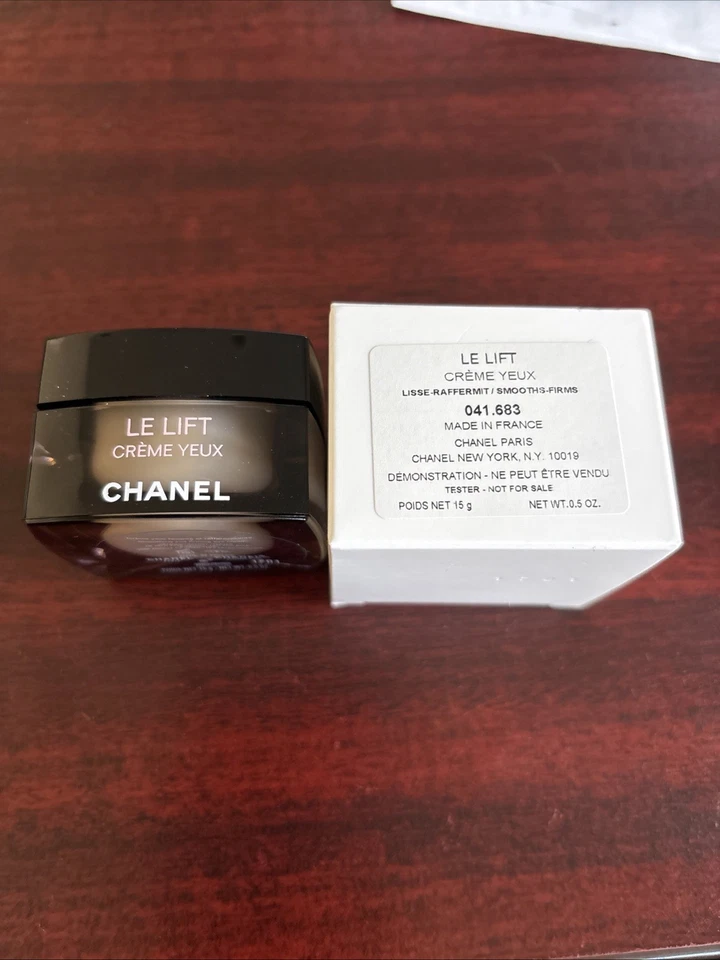 LE LIFT
CRÈME YEUX
CHANEL
LE LIFT
CRÈME YEUX
LISSE-RAFFERMIT / SMOOTHS-FIRMS
041.683
MADE IN FRANCE
CHANEL PARIS
CHANEL NEW YORK, N.Y. 10019
DÉMONSTRATION - NE PEUT ÊTRE VENDU
TESTER - NOT FOR SALE
POIDS NET 15 g NET WT. 0.5 OZ.